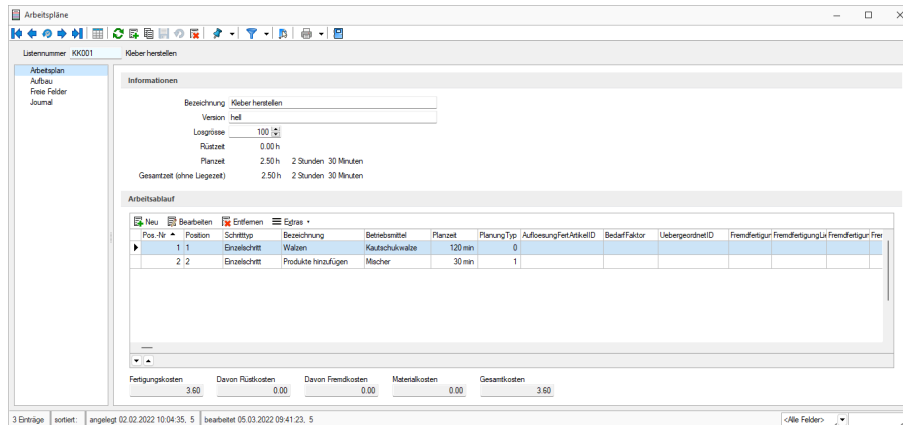 Arbeitspläne
Listennummer KK001 Kleber herstellen
Arbeitsplan
Aufbau
Freie Felder
Journal
Informationen
Bezeichnung Kleber herstellen
Version hell
Losgrösse 100
Rüstzeit 0.00 h
Planzeit 2.50 h 2 Stunden 30 Minuten
Gesamtzeit (ohne Liegezeit) 2.50 h 2 Stunden 30 Minuten
Arbeitsablauf
Neu Bearbeiten Entfernen Extras
Pos.-Nr Position Schritttyp Bezeichnung Betriebsmittel Planzeit PlanungTyp AufloesungFertArtikelID BedarfFaktor UebergeordnetID Fremdfertigur FremdfertigungLi Fremdfertigur Frer
1 1 Einzelschritt Walzen Kautschukwalze 120 min 0
2 2 Einzelschritt Produkte hinzufügen Mischer 30 min 1
Fertigungskosten Davon Rüstkosten Davon Fremdkosten Materialkosten Gesamtkosten
3.60 0.00 0.00 0.00 3.60
3 Einträge sortiert: angelegt 02.02.2022 10:04:35, 5 bearbeitet 05.03.2022 09:41:23, 5 <Alle Felder>